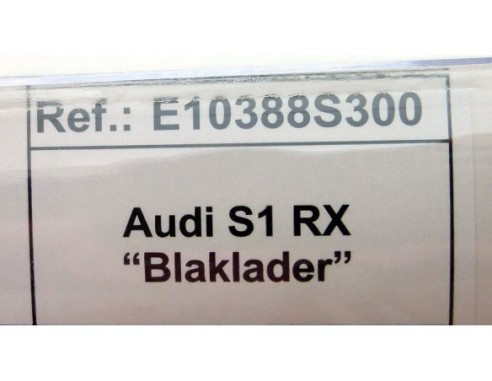 Ref.: E10388S300
Audi S1 RX
“Blaklader”